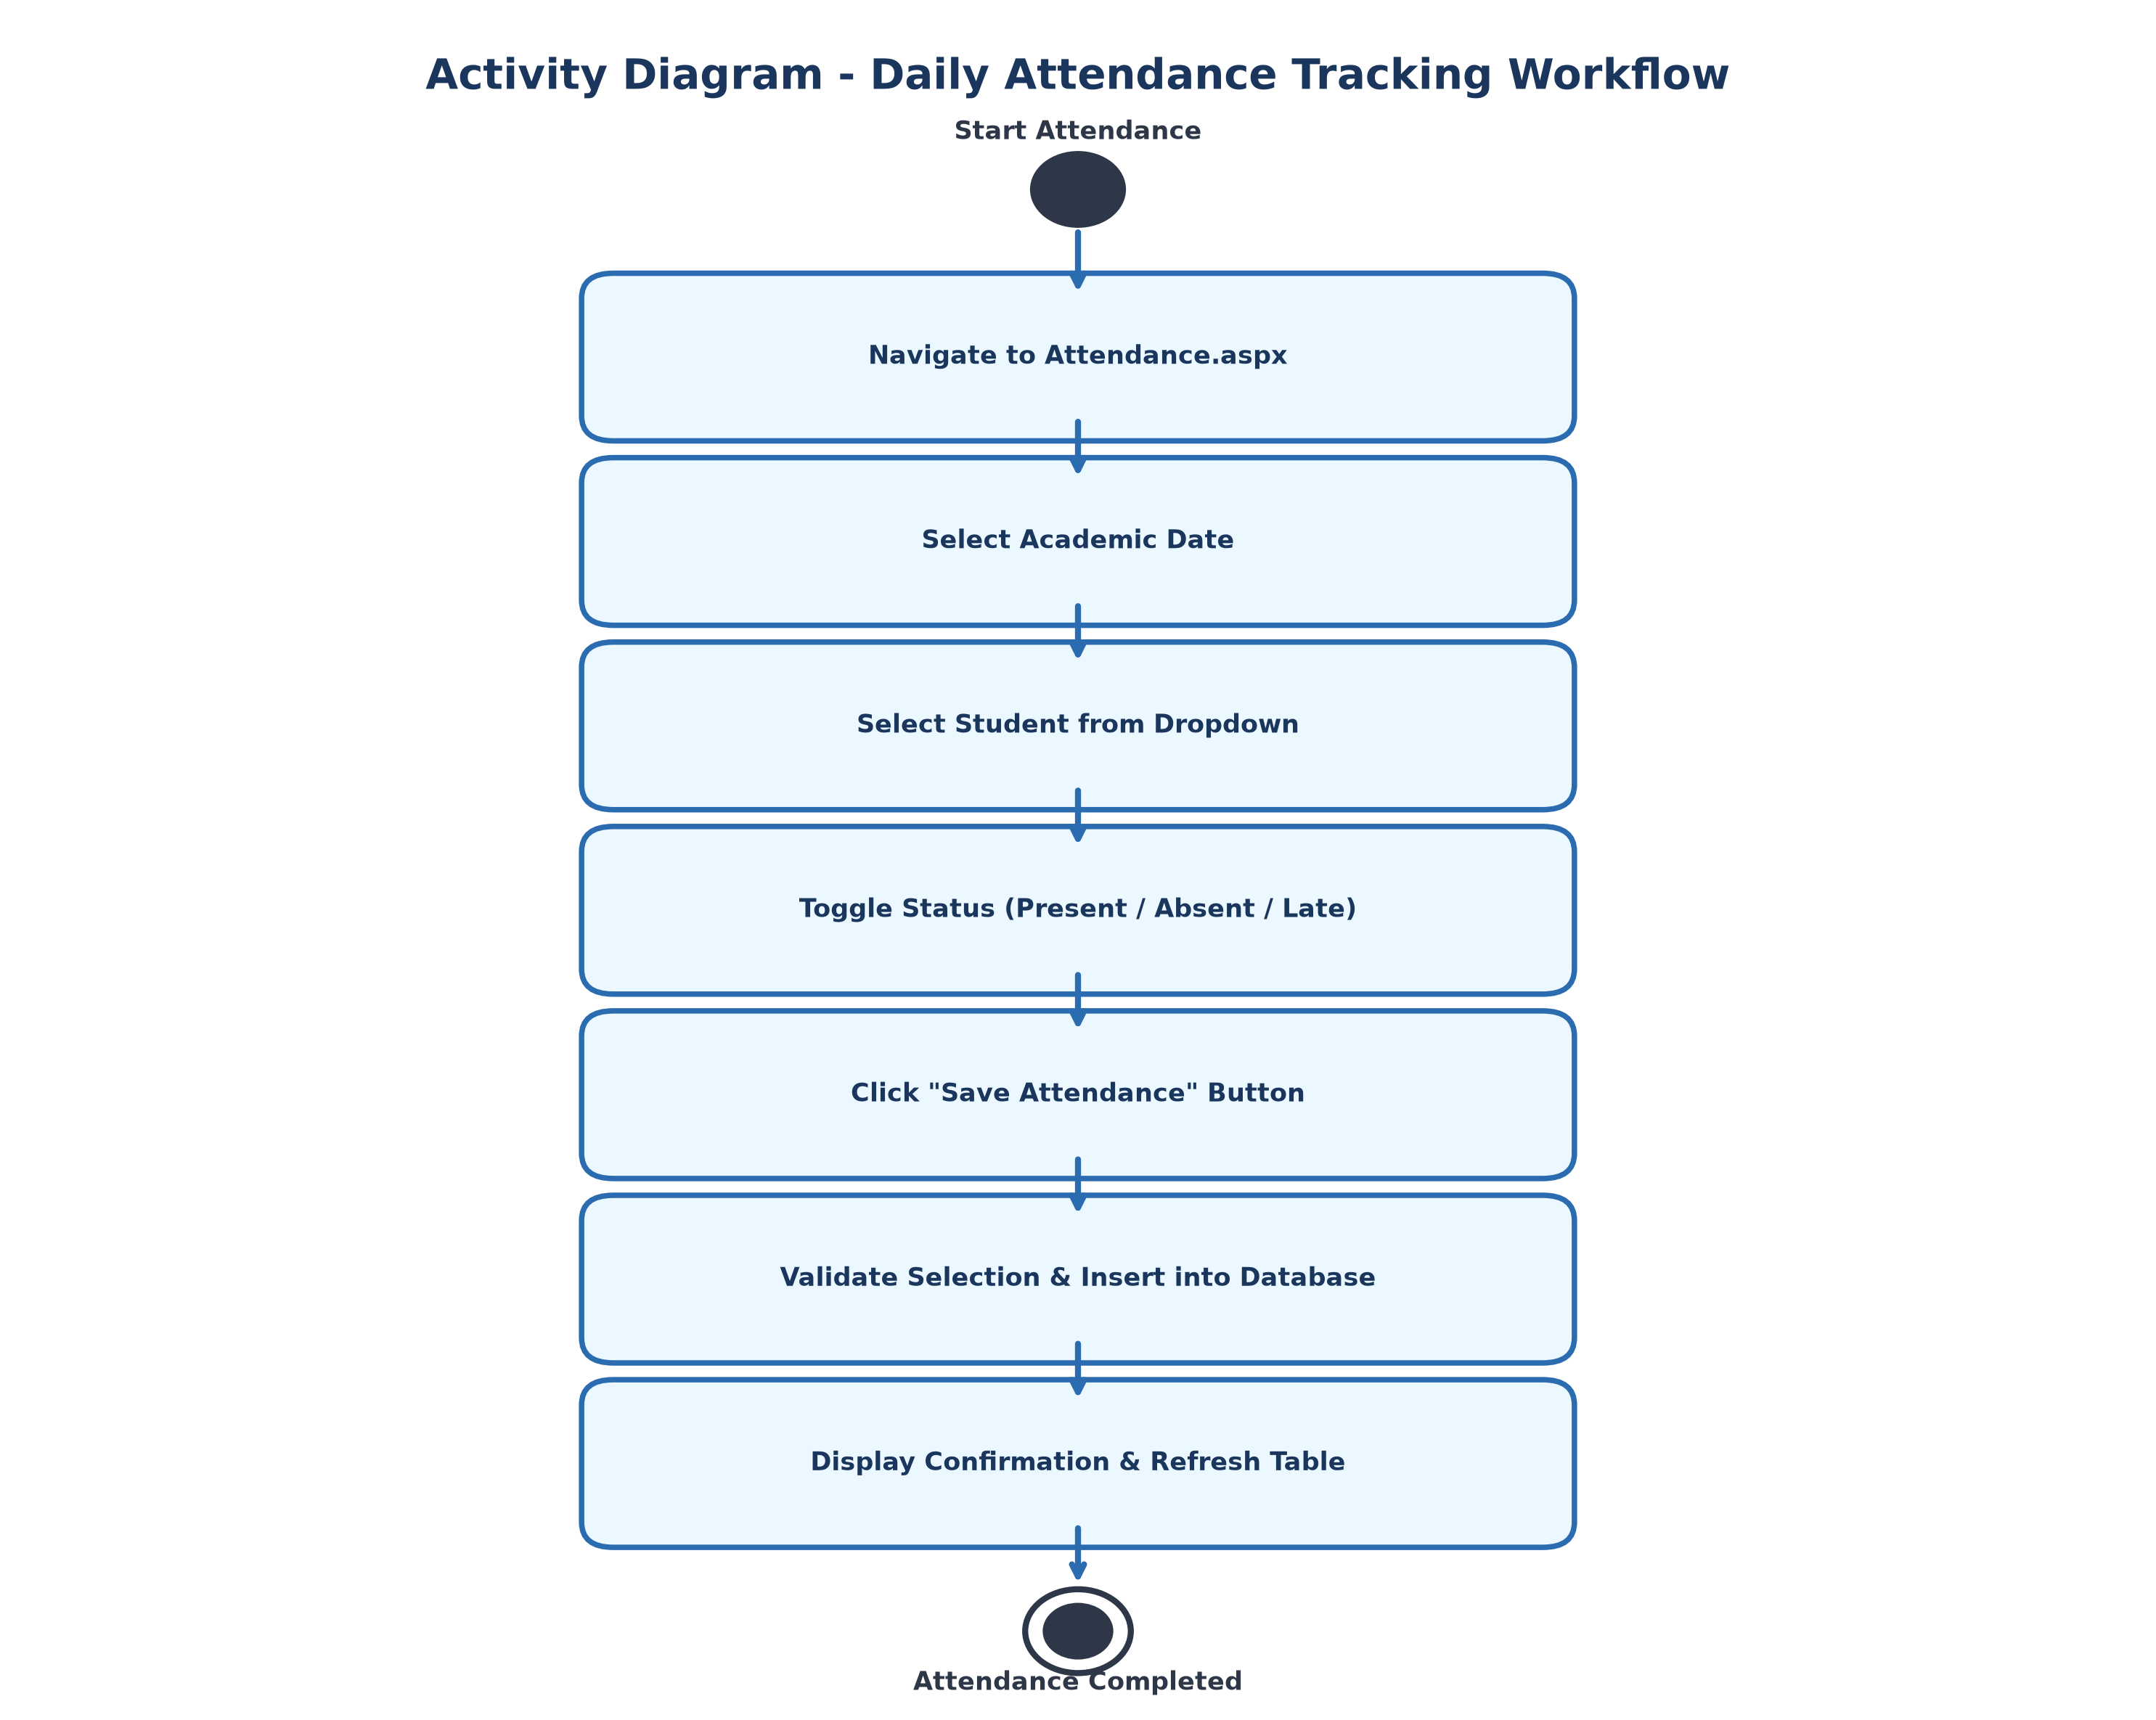 Activity Diagram - Daily Attendance Tracking Workflow
Start Attendance
Navigate to Attendance.aspx
Select Academic Date
Select Student from Dropdown
Toggle Status (Present / Absent / Late)
Click "Save Attendance" Button
Validate Selection & Insert into Database
Display Confirmation & Refresh Table
Attendance Completed